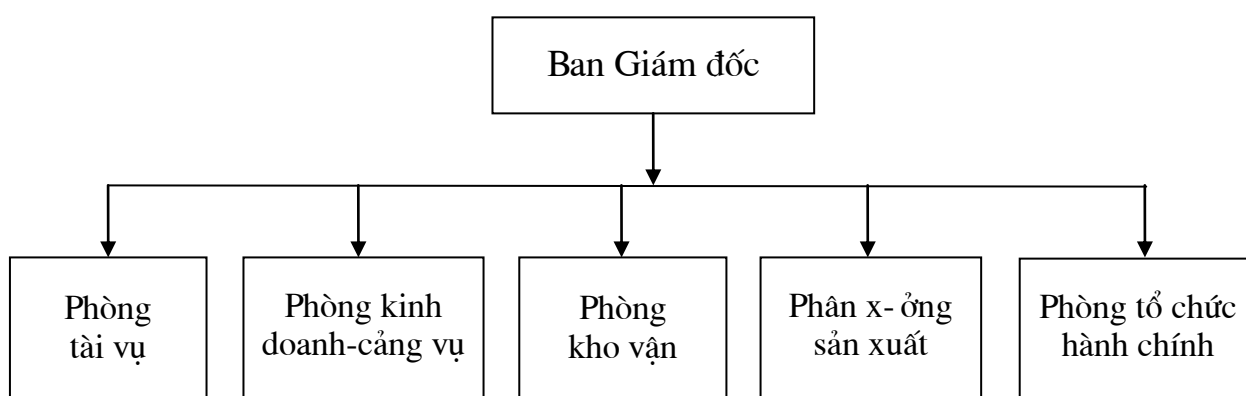 Ban Giám đốc
Phòng
tài vụ
Phòng kinh
doanh-cảng vụ
Phòng
kho vận
Phân x- ởng
sản xuất
Phòng tổ chức
hành chính